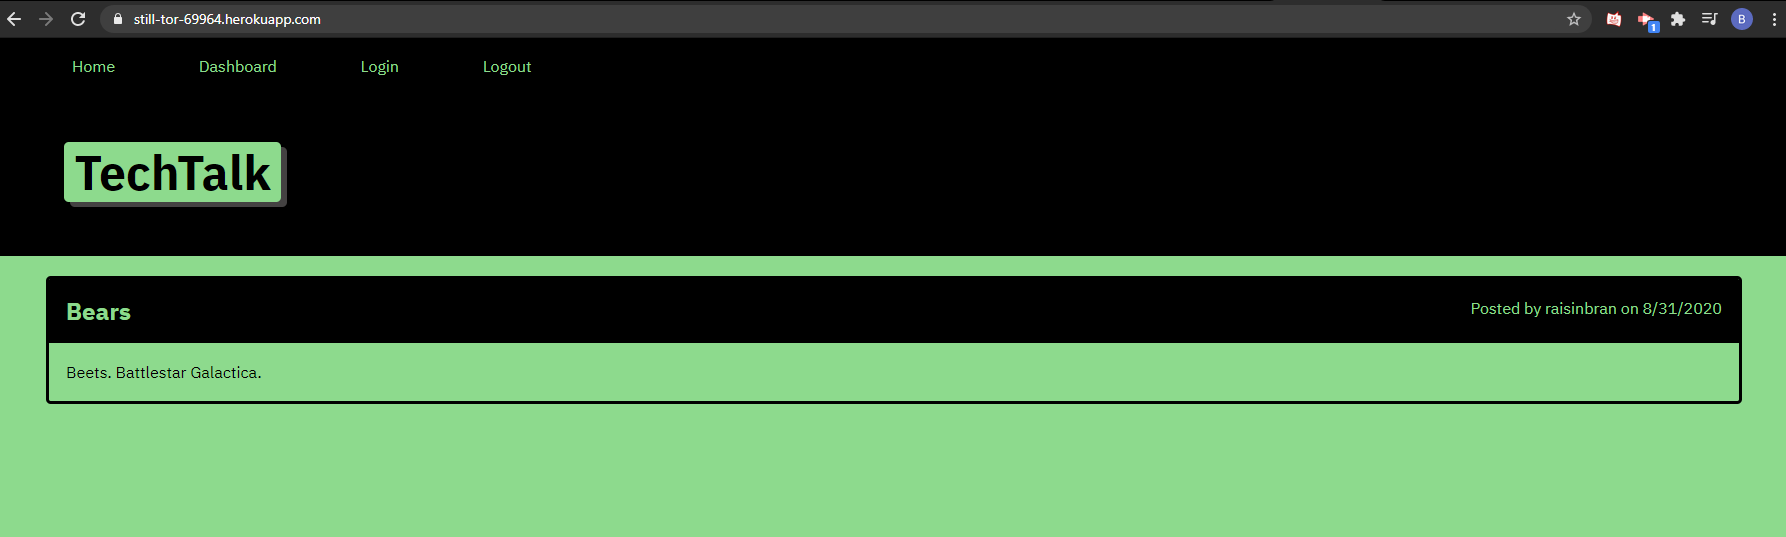 still-tor-69964.herokuapp.com
1
B
Home Dashboard Login Logout
TechTalk
Bears
Posted by raisinbran on 8/31/2020
Beets. Battlestar Galactica.